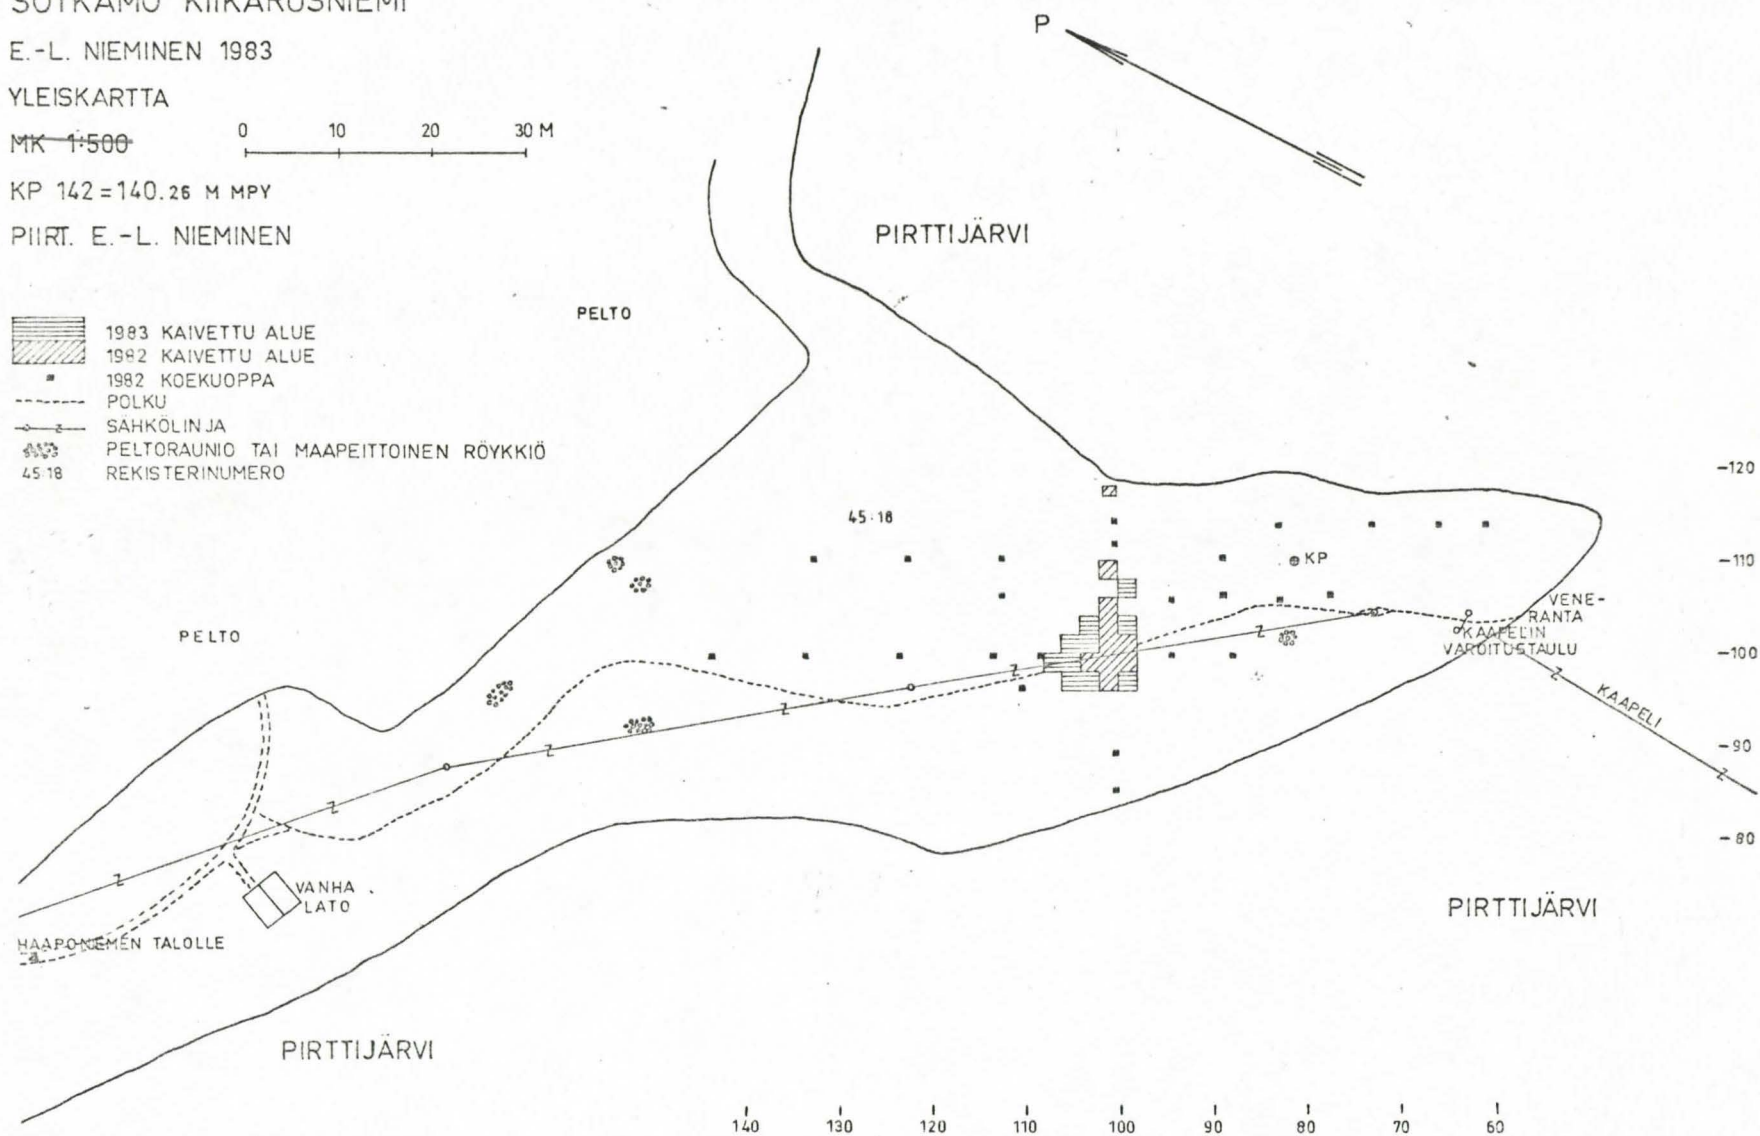 SOTKAMO KIIKARUSNIEMI
E.-L. NIEMINEN 1983
YLEISKARTTA
MK 1:500
0 10 20 30 M
KP 142 = 140.26 M MPY
PIIRT. E.-L. NIEMINEN
1983 KAIVETTU ALUE
1982 KAIVETTU ALUE
1982 KOEKUOPPA
POLKU
SÄHKÖLINJA
PELTORAUNIO TAI MAAPEITTOINEN RÖYKKIÖ
45:18 REKISTERINUMERO
P
PIRTTIJÄRVI
PELTO
45:18
KP
PELTO
VENE-
RANTA
KAAPELIN
VAROITUSTAULU
KAAPELI
VANHA
LATO
HAAPONIEMEN TALOLLE
PIRTTIJÄRVI
PIRTTIJÄRVI
-120
-110
-100
-90
-80
140 130 120 110 100 90 80 70 60